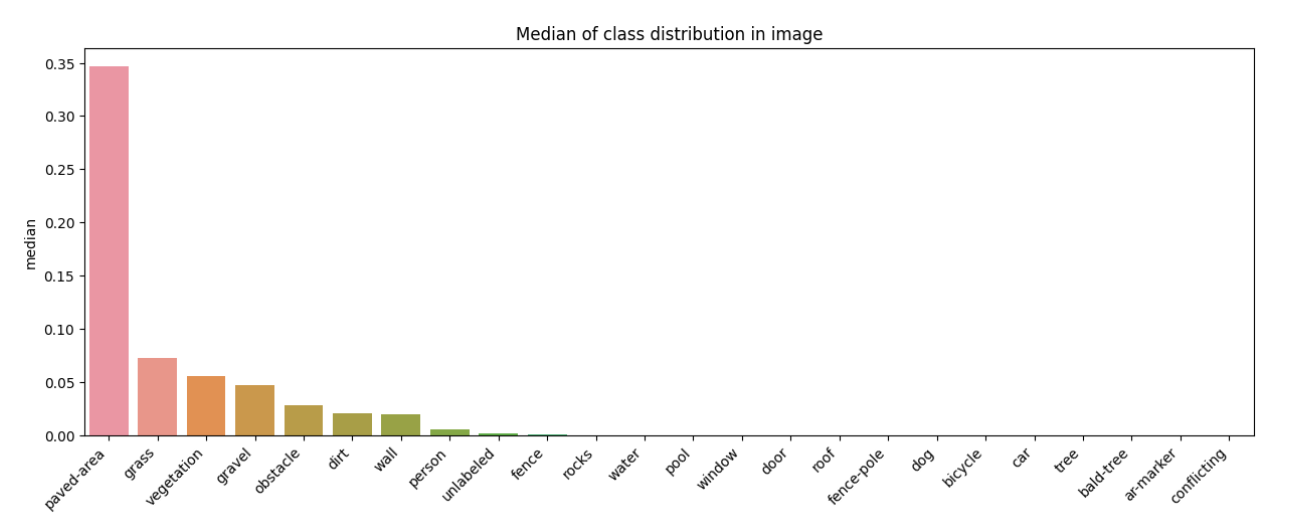 Median of class distribution in image
median
0.35
0.30
0.25
0.20
0.15
0.10
0.05
0.00
paved-area
grass
vegetation
gravel
obstacle
dirt
wall
person
unlabeled
fence
rocks
water
pool
window
door
roof
fence-pole
dog
bicycle
car
tree
bald-tree
ar-marker
conflicting